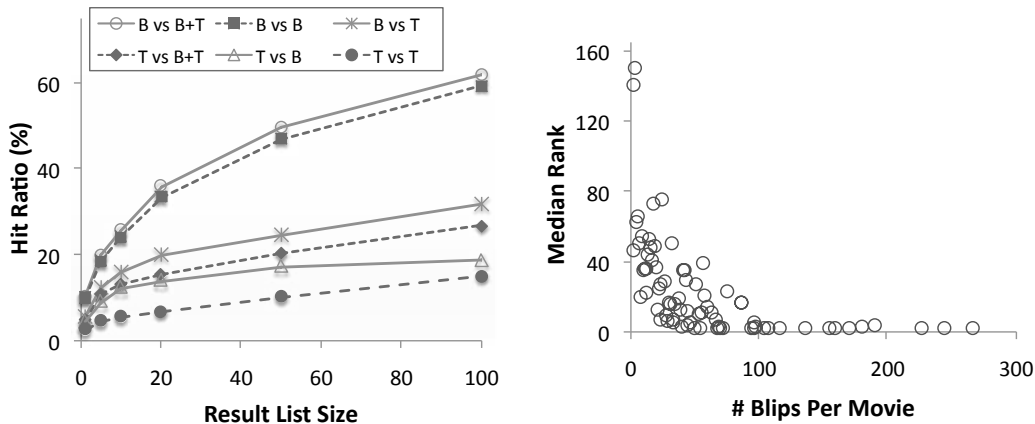 B vs B+T B vs B B vs T
T vs B+T T vs B T vs T
60
40
20
0
Hit Ratio (%)
0 20 40 60 80 100
Result List Size
160
120
80
40
0
Median Rank
0 100 200 300
# Blips Per Movie